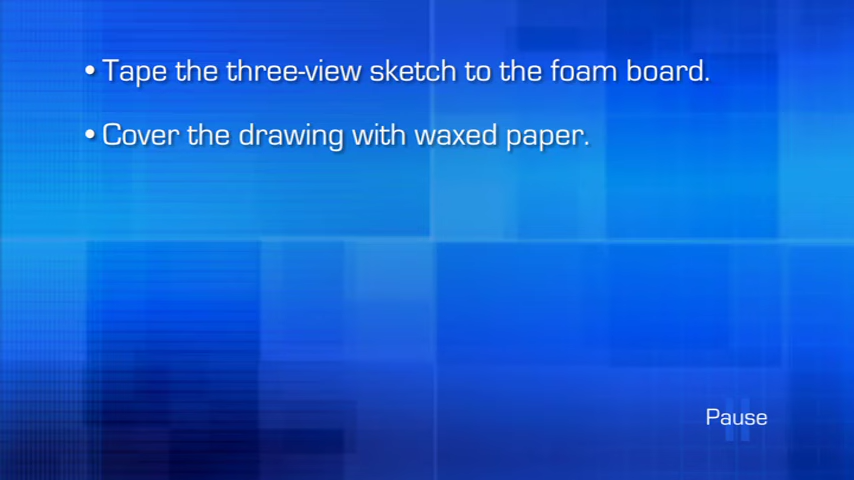 • Tape the three-view sketch to the foam board.
• Cover the drawing with waxed paper.
Pause